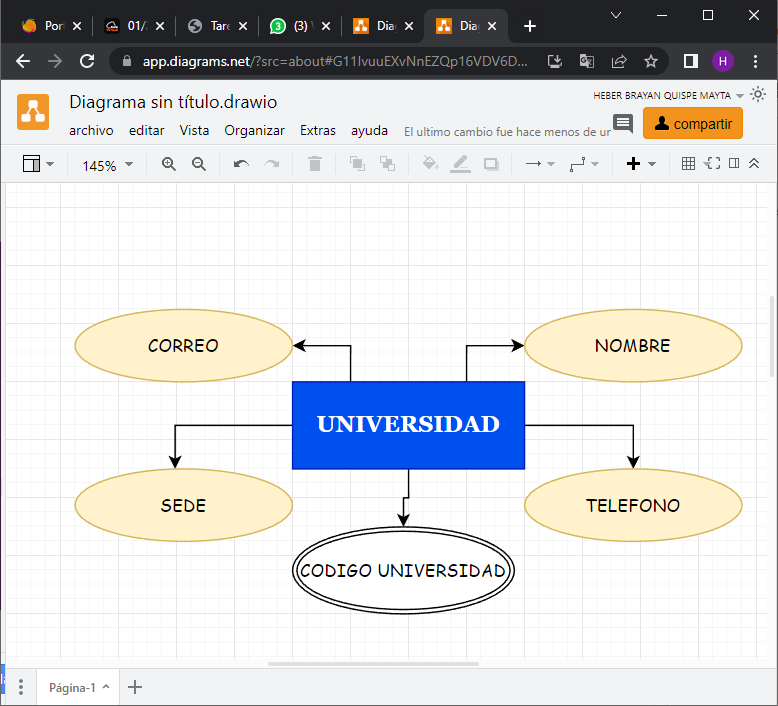 Por
01/
Tare
3
(3)
Dia
Dia
app.diagrams.net/?src=about#G11IvuuEXvNnEZQp16VDV6D...
H
Diagrama sin título.drawio
HEBER BRAYAN QUISPE MAYTA
archivo editar Vista Organizar Extras ayuda
El ultimo cambio fue hace menos de ur
compartir
145%
CORREO
NOMBRE
UNIVERSIDAD
SEDE
TELEFONO
CODIGO UNIVERSIDAD
Página-1